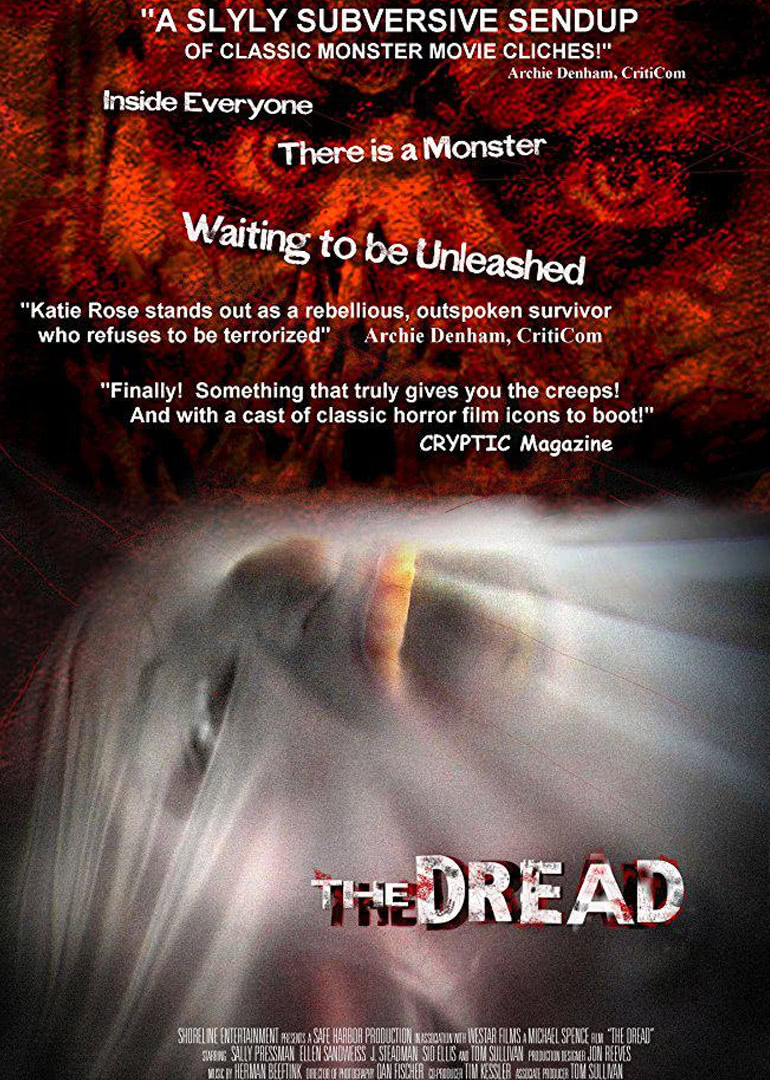 "A SLYLY SUBVERSIVE SENDUP
OF CLASSIC MONSTER MOVIE CLICHES!"
Archie Denham, CritiCom
Inside Everyone
There is a Monster
Waiting to be Unleashed
"Katie Rose stands out as a rebellious, outspoken survivor
who refuses to be terrorized" Archie Denham, CritiCom
"Finally! Something that truly gives you the creeps!
And with a cast of classic horror film icons to boot!"
CRYPTIC Magazine
THE DREAD
SHORELINE ENTERTAINMENT PRESENTS A SAFE HARBOR PRODUCTION IN ASSOCIATION WITH WESTAR FILMS A MICHAEL SPENCE FILM "THE DREAD"
STARRING SALLY PRESSMAN ELLEN SANDWEISS J. STEADMAN SID ELLIS AND TOM SULLIVAN PRODUCTION DESIGNER JON REEVES
MUSIC BY HERMAN BEEFTINK DIRECTOR OF PHOTOGRAPHY DAN FISCHER CO-PRODUCER TIM KESSLER ASSOCIATE PRODUCER TOM SULLIVAN